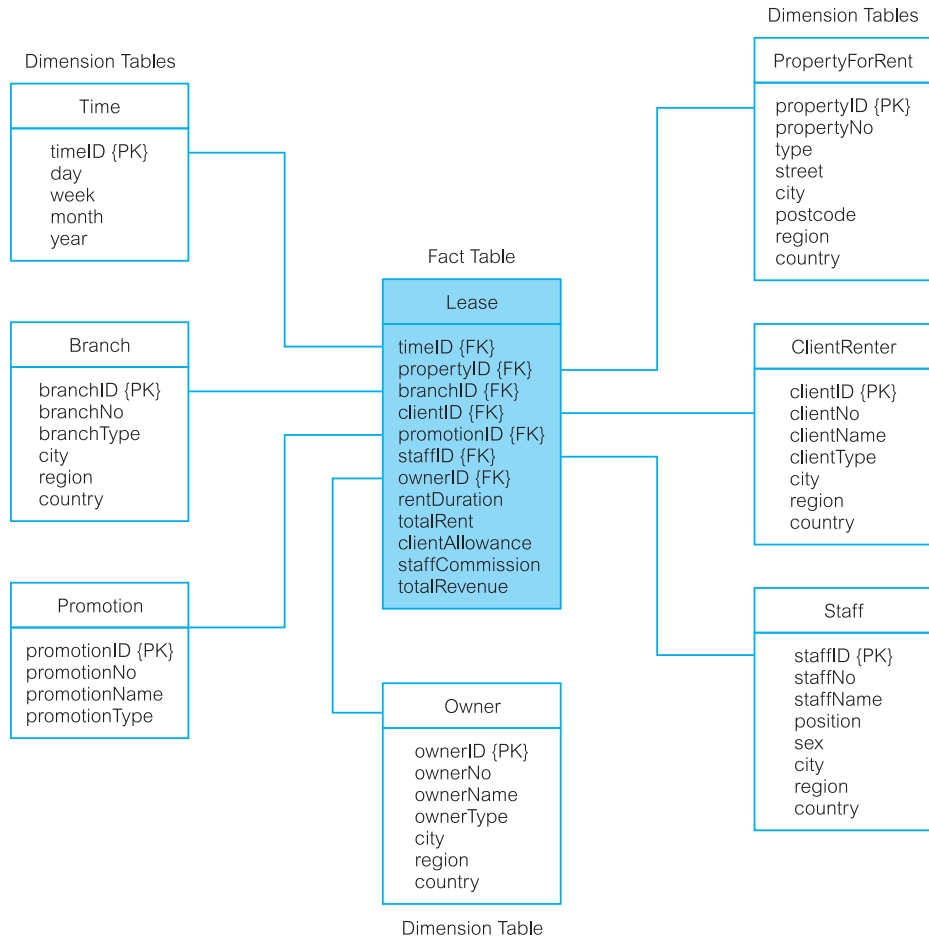 Dimension Tables
Time
timeID {PK}
day
week
month
year
Branch
branchID {PK}
branchNo
branchType
city
region
country
Promotion
promotionID {PK}
promotionNo
promotionName
promotionType
Fact Table
Lease
timeID {FK}
propertyID {FK}
branchID {FK}
clientID {FK}
promotionID {FK}
staffID {FK}
ownerID {FK}
rentDuration
totalRent
clientAllowance
staffCommission
totalRevenue
Owner
ownerID {PK}
ownerNo
ownerName
ownerType
city
region
country
Dimension Table
Dimension Tables
PropertyForRent
propertyID {PK}
propertyNo
type
street
city
postcode
region
country
ClientRenter
clientID {PK}
clientNo
clientName
clientType
city
region
country
Staff
staffID {PK}
staffNo
staffName
position
sex
city
region
country